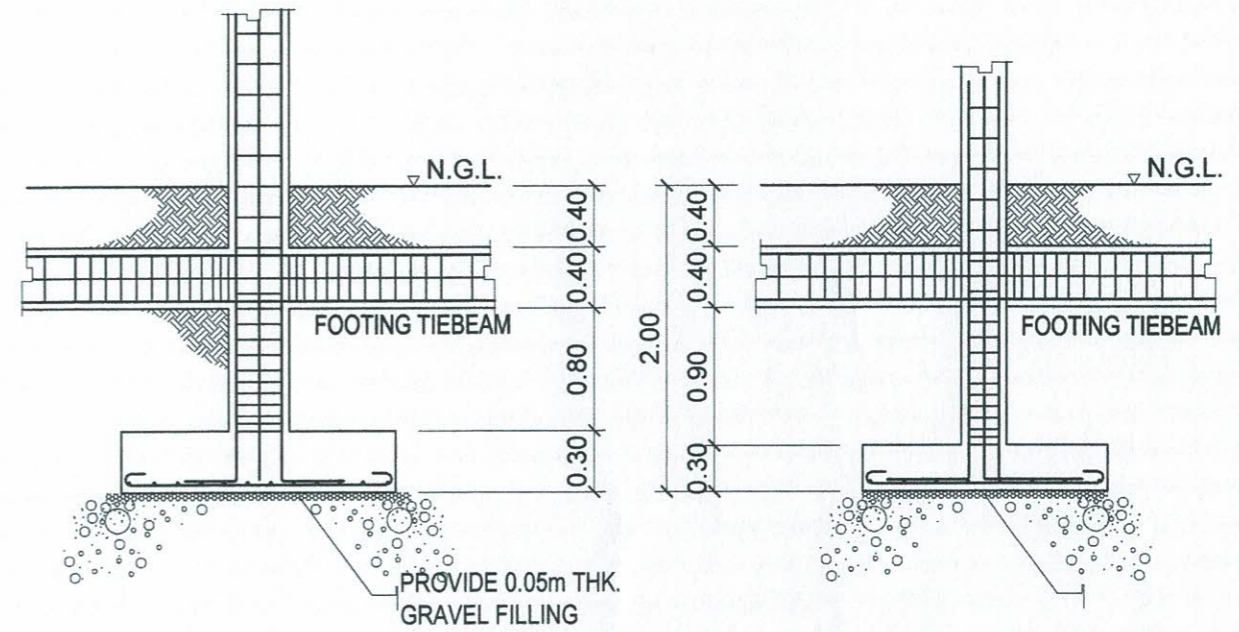 N.G.L.
0.40
0.40
0.80
0.30
FOOTING TIEBEAM
PROVIDE 0.05m THK.
GRAVEL FILLING
2.00
0.40
0.40
0.90
0.30
N.G.L.
FOOTING TIEBEAM